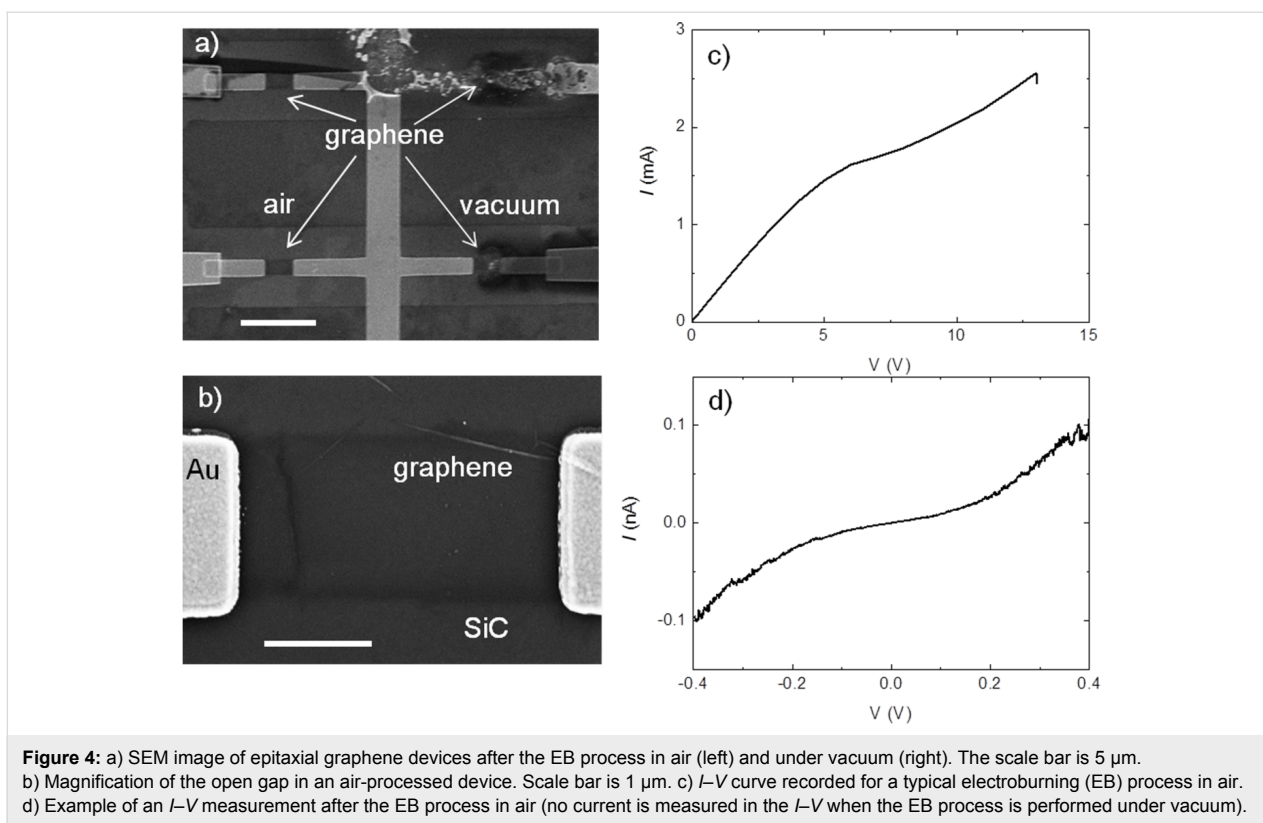 a)
graphene
air
vacuum
b)
Au
graphene
SiC
c)
3
2
1
0
I (mA)
0
5
10
15
V (V)
d)
0.1
0.0
-0.1
I (nA)
-0.4
-0.2
0.0
0.2
0.4
V (V)
Figure 4: a) SEM image of epitaxial graphene devices after the EB process in air (left) and under vacuum (right). The scale bar is 5 µm.
b) Magnification of the open gap in an air-processed device. Scale bar is 1 µm. c) I–V curve recorded for a typical electroburning (EB) process in air.
d) Example of an I–V measurement after the EB process in air (no current is measured in the I–V when the EB process is performed under vacuum).